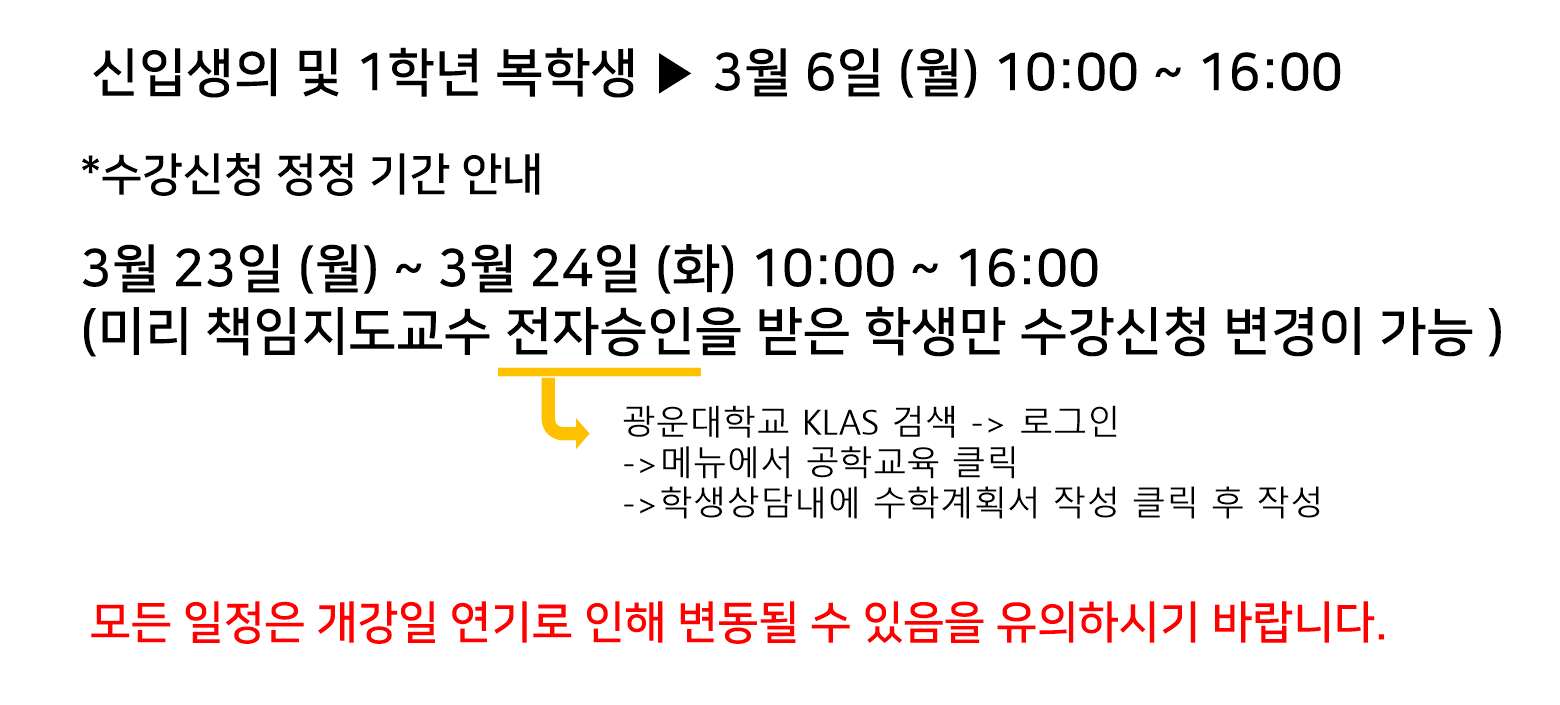 신입생의 및 1학년 복학생 ▶ 3월 6일 (월) 10:00 ~ 16:00
*수강신청 정정 기간 안내
3월 23일 (월) ~ 3월 24일 (화) 10:00 ~ 16:00
(미리 책임지도교수 전자승인을 받은 학생만 수강신청 변경이 가능 )
광운대학교 KLAS 검색 -> 로그인
->메뉴에서 공학교육 클릭
->학생상담내에 수학계획서 작성 클릭 후 작성
모든 일정은 개강일 연기로 인해 변동될 수 있음을 유의하시기 바랍니다.